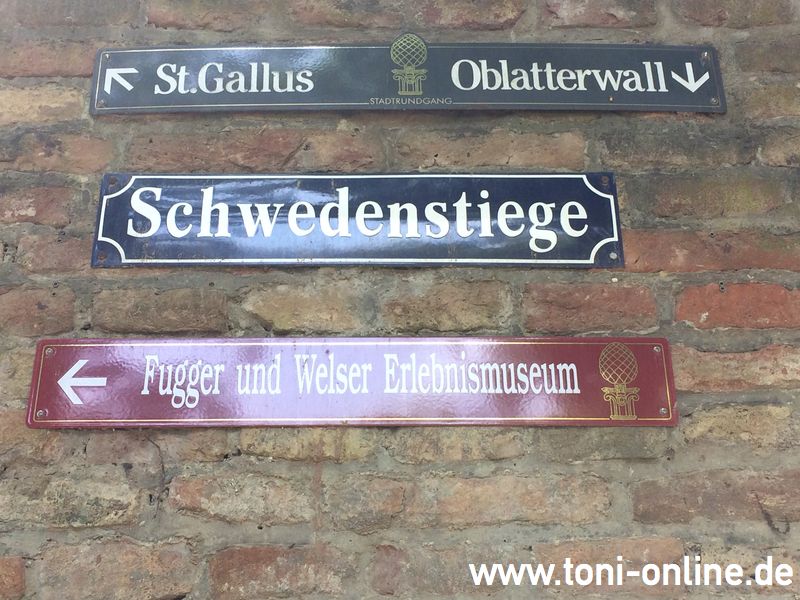 St.Gallus Oblatterwall
STADTRUNDGANG
Schwedenstiege
Fugger und Welser Erlebnismuseum
www.toni-online.de